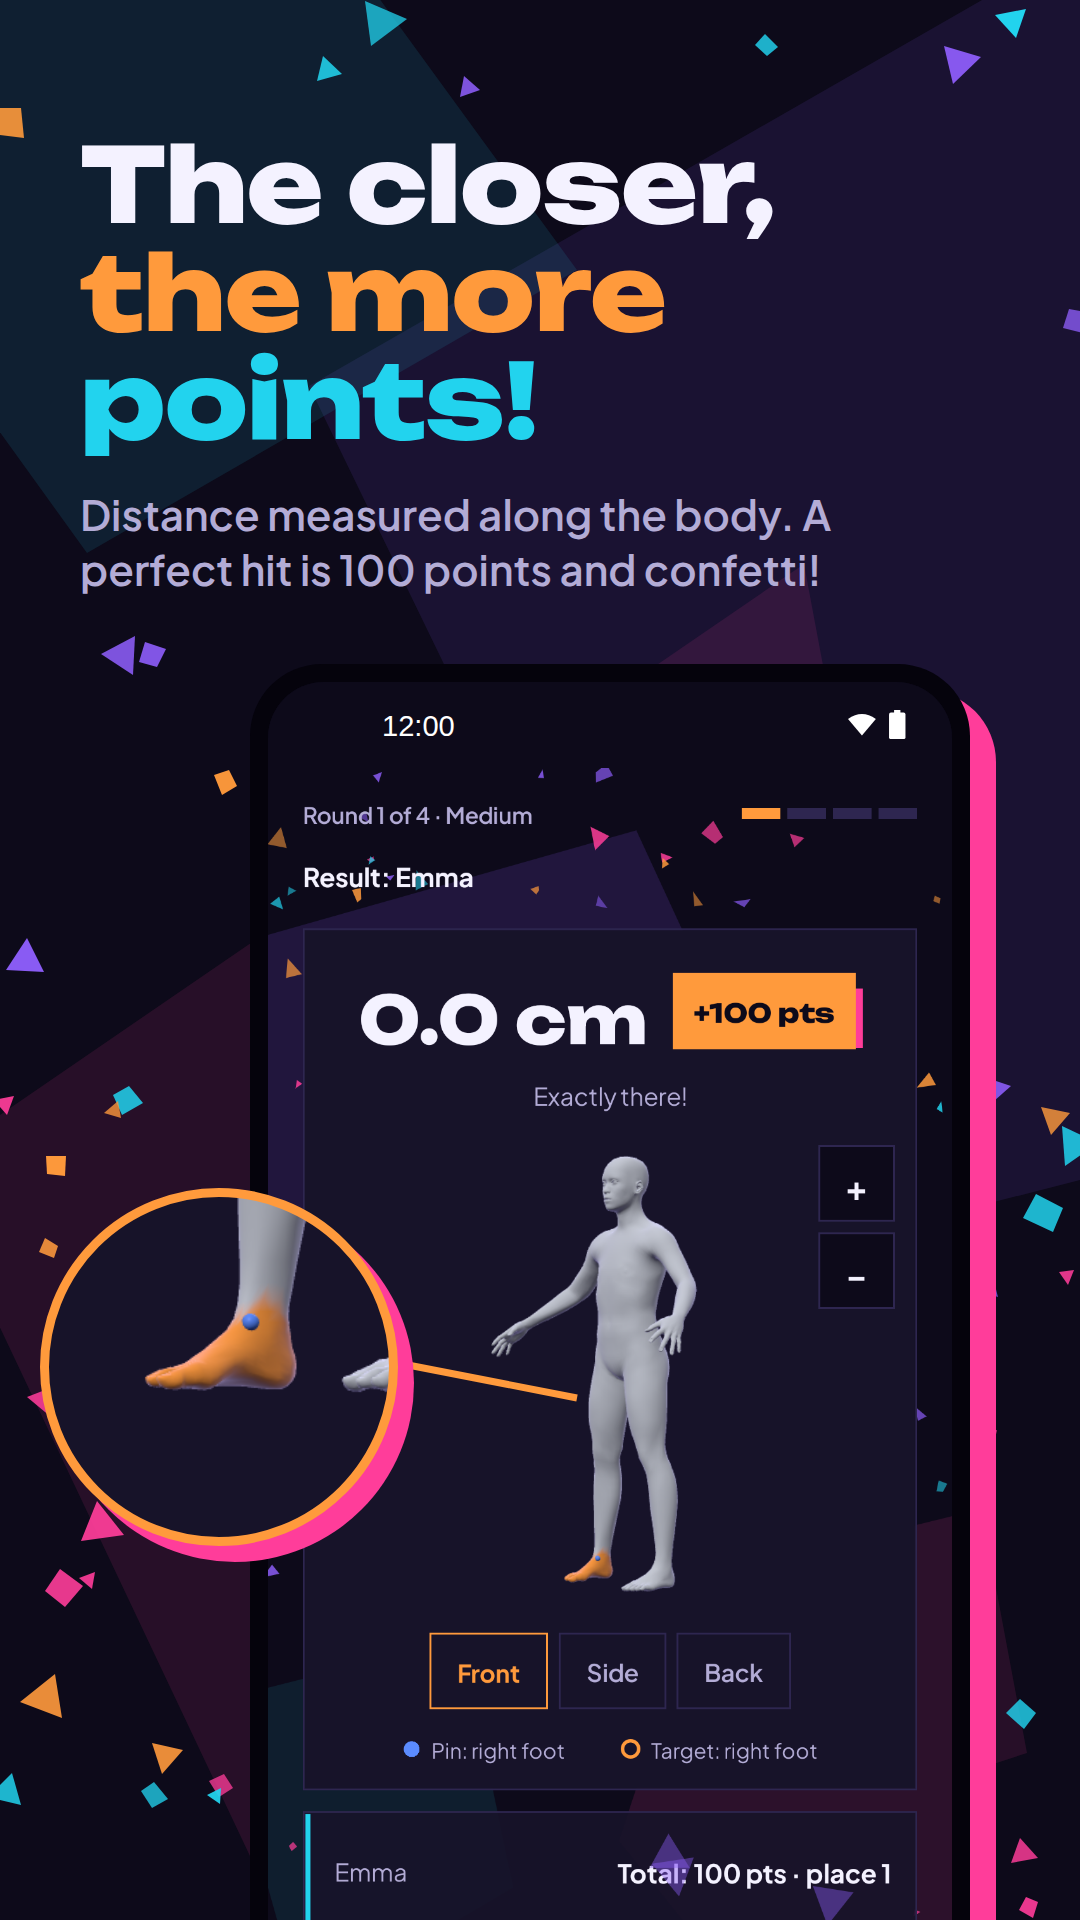 The closer,
the more
points!
Distance measured along the body. A
perfect hit is 100 points and confetti!
12:00
Round 1 of 4 · Medium
Result: Emma
0.0 cm
+100 pts
Exactly there!
+
−
Front
Side
Back
Pin: right foot
Target: right foot
Emma
Total: 100 pts · place 1